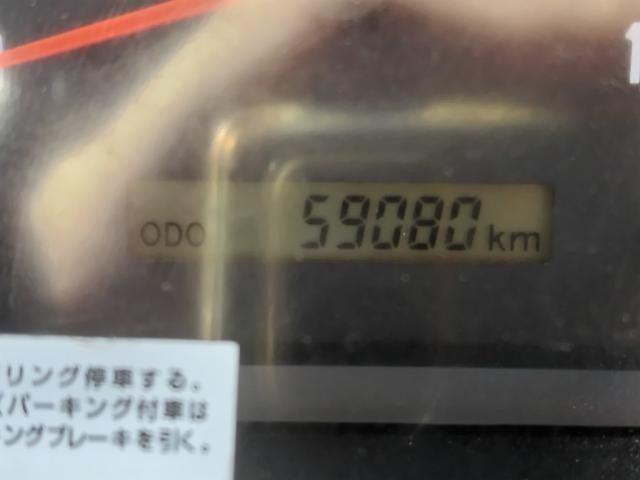 ODO 59080 km
リング停車する。
パーキング付車は
ングブレーキを引く。